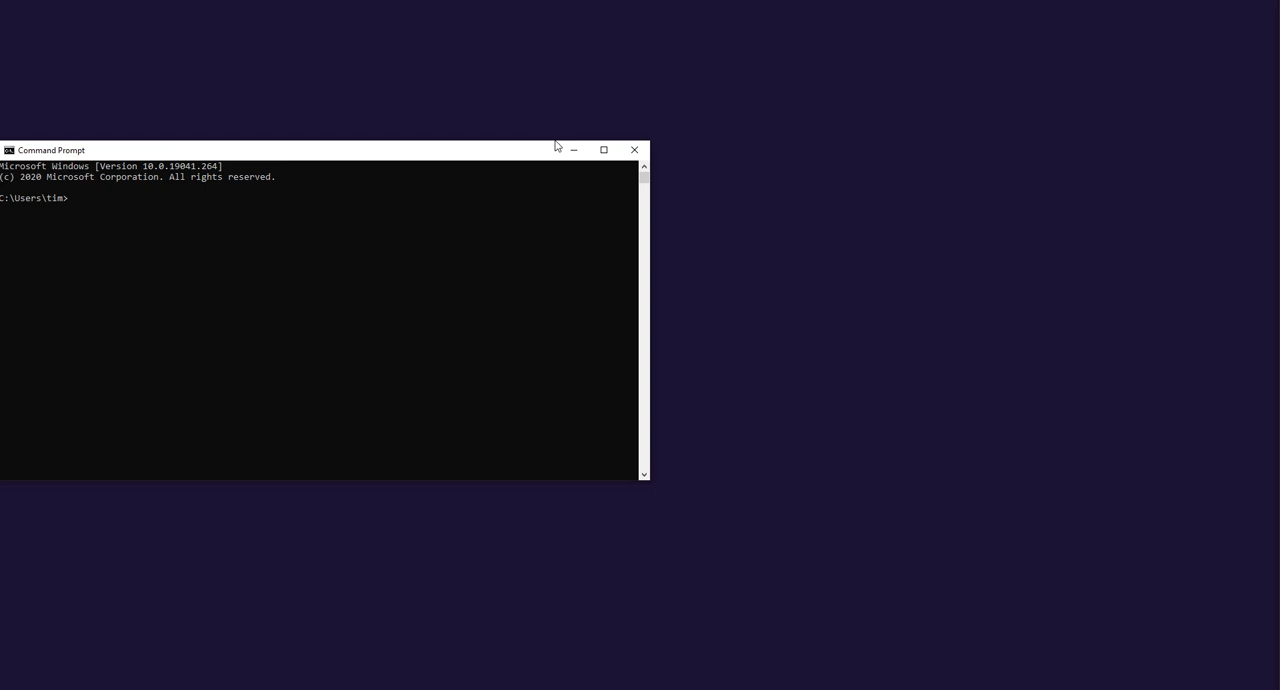 Command Prompt
Microsoft Windows [Version 10.0.19041.264]
(c) 2020 Microsoft Corporation. All rights reserved.
C:\Users\tim>